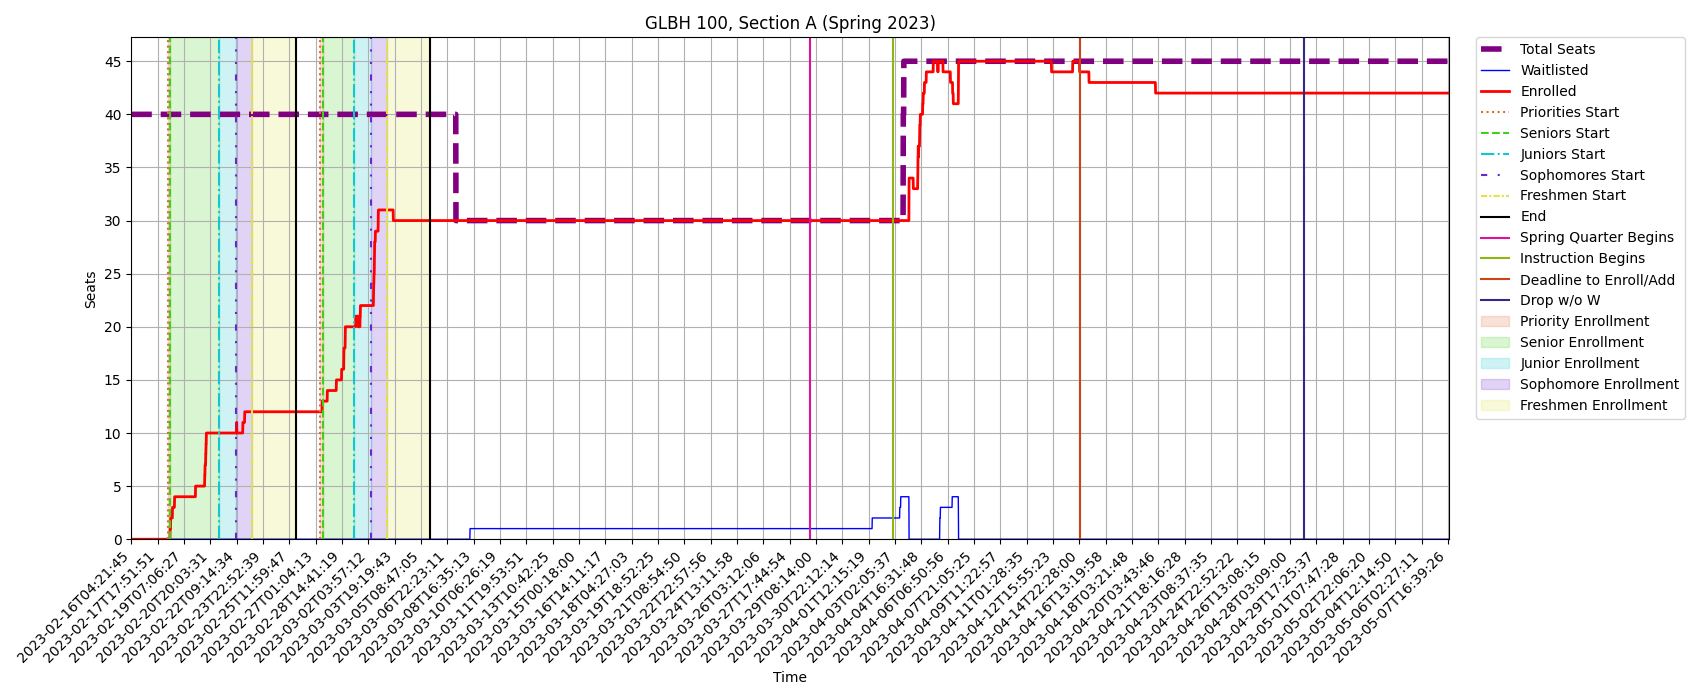 GLBH 100, Section A (Spring 2023)
Seats
45
40
35
30
25
20
15
10
5
0
2023-02-16T04:21:45
2023-02-17T17:51:51
2023-02-19T07:06:27
2023-02-20T20:03:31
2023-02-22T09:14:34
2023-02-23T22:52:39
2023-02-25T11:59:47
2023-02-27T01:04:13
2023-02-28T14:41:19
2023-03-02T03:57:12
2023-03-03T19:19:43
2023-03-05T08:47:05
2023-03-06T22:23:11
2023-03-08T16:35:13
2023-03-10T06:26:19
2023-03-11T19:53:51
2023-03-13T10:42:25
2023-03-15T00:18:00
2023-03-16T14:11:17
2023-03-18T04:27:03
2023-03-19T18:52:25
2023-03-21T08:54:50
2023-03-22T22:57:56
2023-03-24T13:11:58
2023-03-26T03:12:06
2023-03-27T17:44:54
2023-03-29T08:14:00
2023-03-30T22:12:14
2023-04-01T12:15:19
2023-04-03T02:05:37
2023-04-04T16:31:48
2023-04-06T06:50:56
2023-04-07T21:05:25
2023-04-09T11:22:57
2023-04-11T01:28:35
2023-04-12T15:55:23
2023-04-14T22:28:00
2023-04-16T13:19:58
2023-04-18T03:21:48
2023-04-20T03:43:46
2023-04-21T18:16:28
2023-04-23T08:37:35
2023-04-24T22:52:22
2023-04-26T13:08:15
2023-04-28T03:09:00
2023-04-29T17:25:37
2023-05-01T07:47:28
2023-05-02T22:06:20
2023-05-04T12:14:50
2023-05-06T02:27:11
2023-05-07T16:39:26
Time
Total Seats
Waitlisted
Enrolled
Priorities Start
Seniors Start
Juniors Start
Sophomores Start
Freshmen Start
End
Spring Quarter Begins
Instruction Begins
Deadline to Enroll/Add
Drop w/o W
Priority Enrollment
Senior Enrollment
Junior Enrollment
Sophomore Enrollment
Freshmen Enrollment